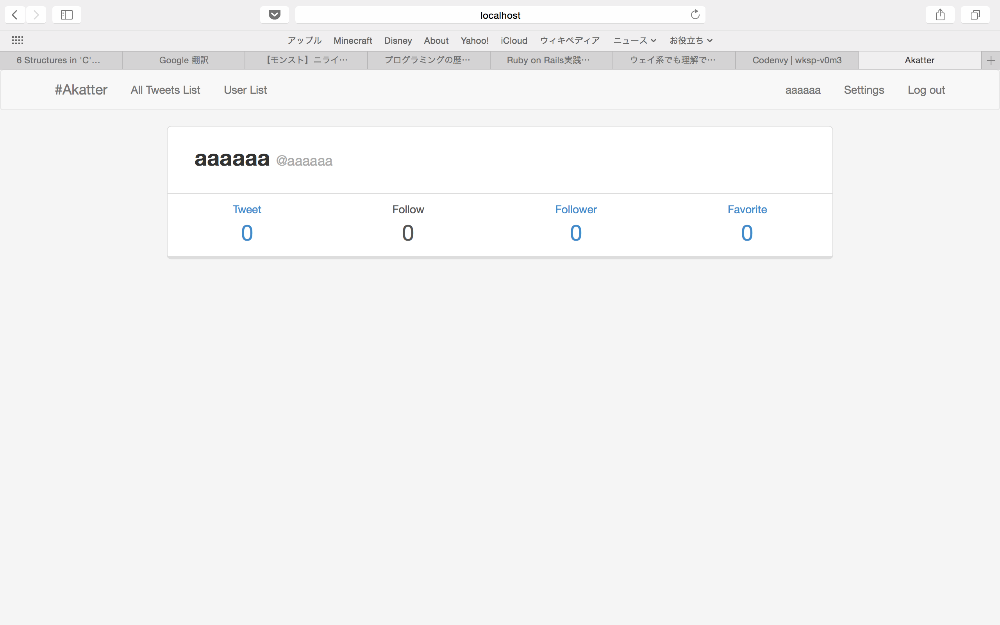 localhost
アップル Minecraft Disney About Yahoo! iCloud ウィキペディア ニュース お役立ち
6 Structures in 'C'... Google 翻訳 【モンスト】ニライ… プログラミングの歴… Ruby on Rails実践… ウェイ系でも理解で… Codenvy | wksp-v0m3 Akatter
#Akatter All Tweets List User List aaaaaa Settings Log out
aaaaaa @aaaaaa
Tweet Follow Follower Favorite
0 0 0 0